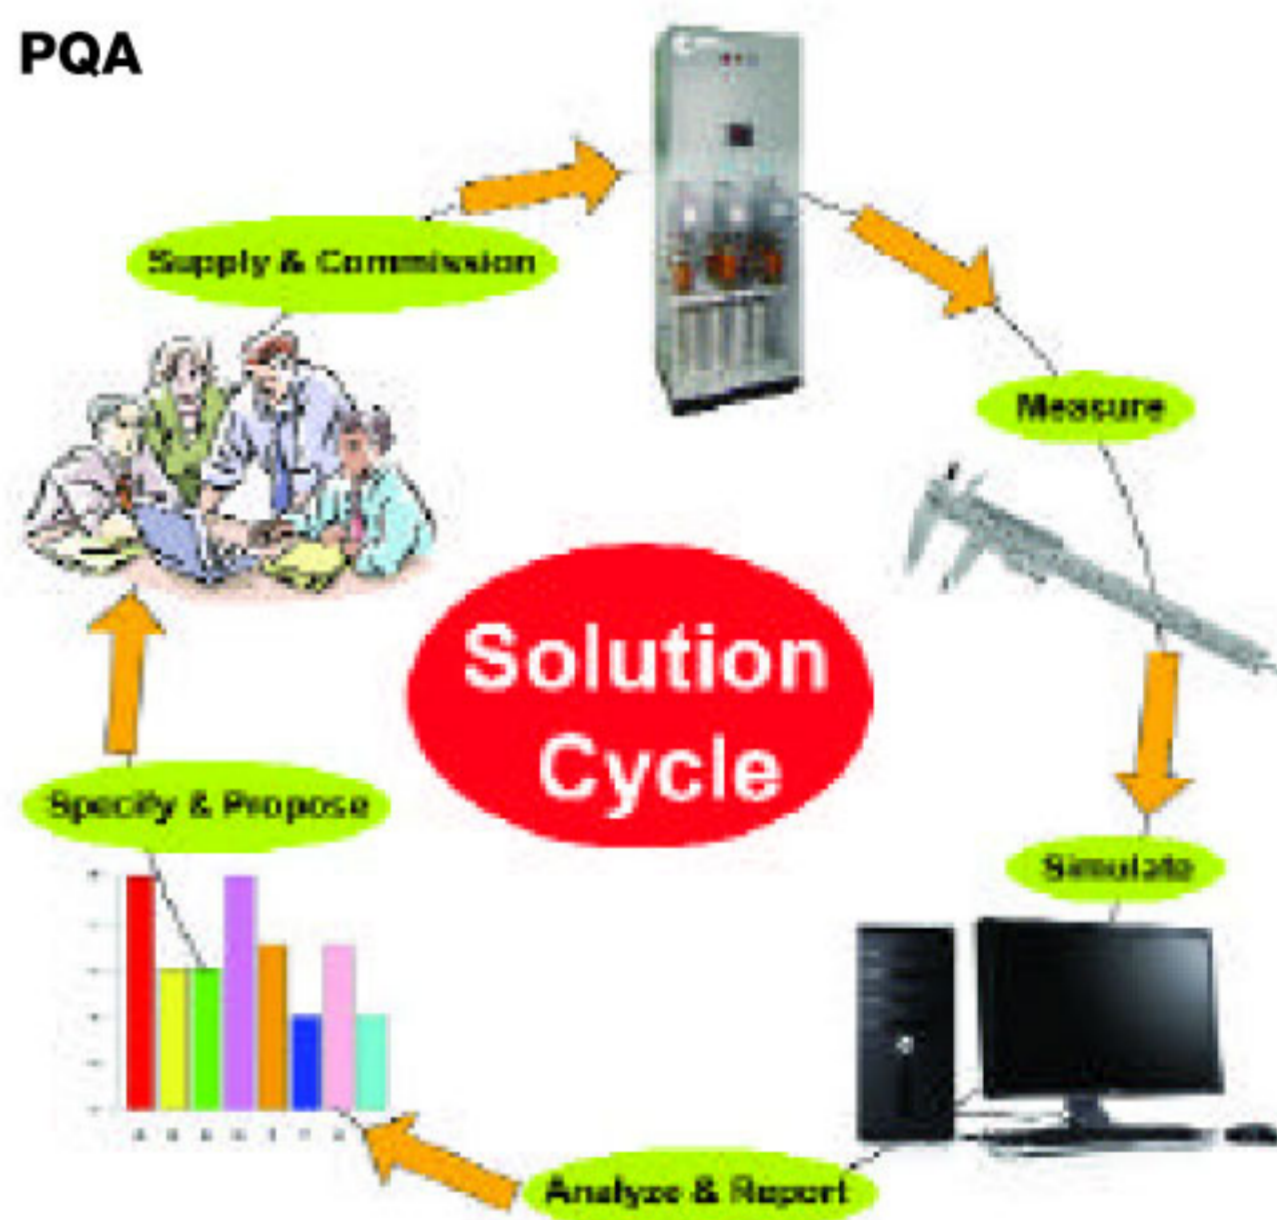 PQA
Supply & Commission
Measure
Solution
Cycle
Specify & Propose
Simulate
Analyze & Report